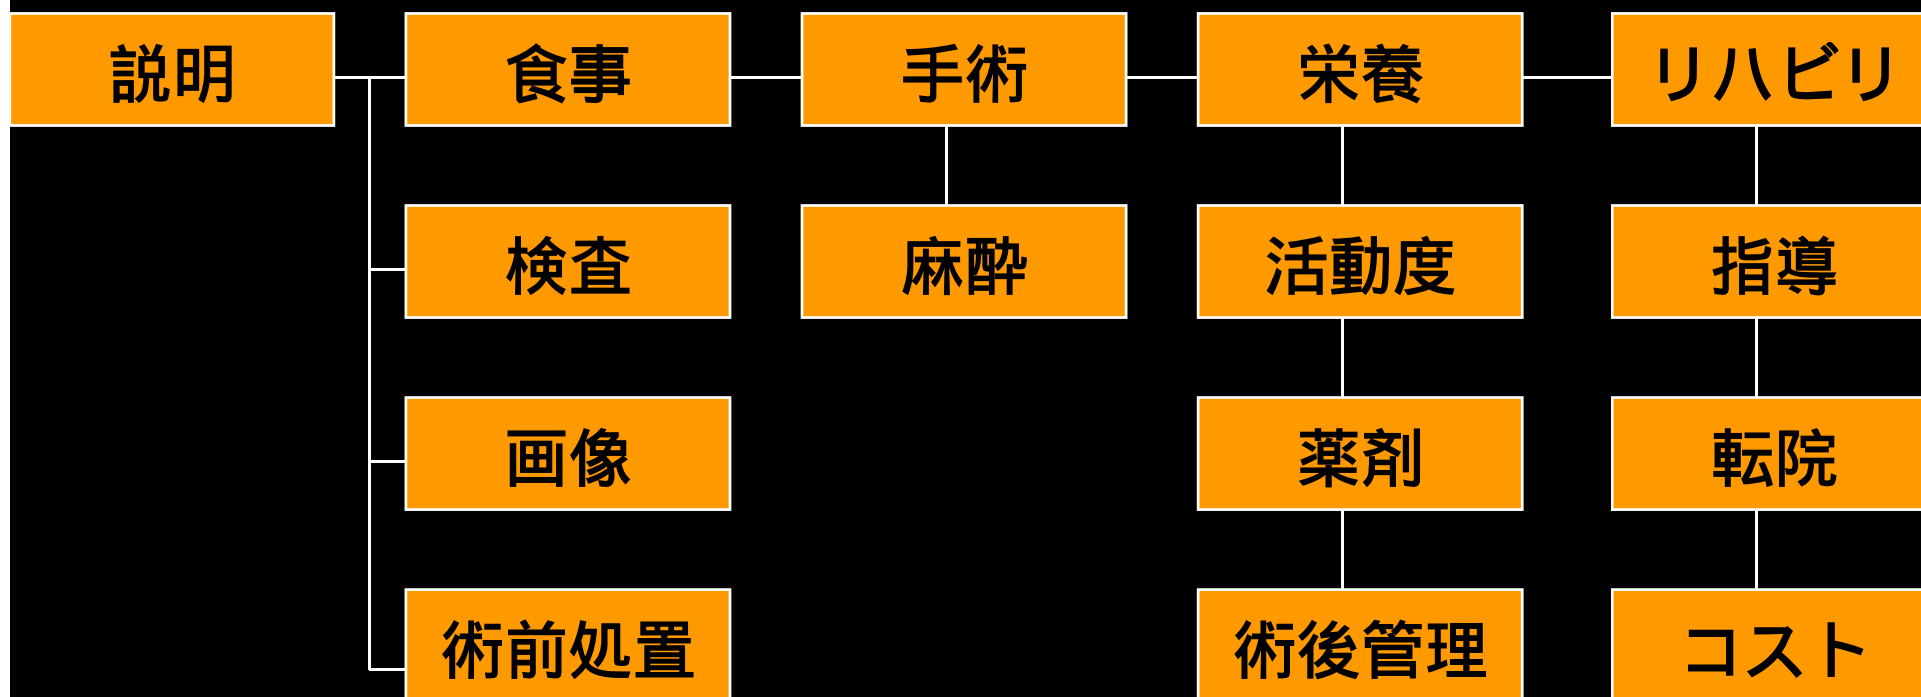 説明
食事
手術
栄養
リハビリ
検査
麻酔
活動度
指導
画像
薬剤
転院
術前処置
術後管理
コスト